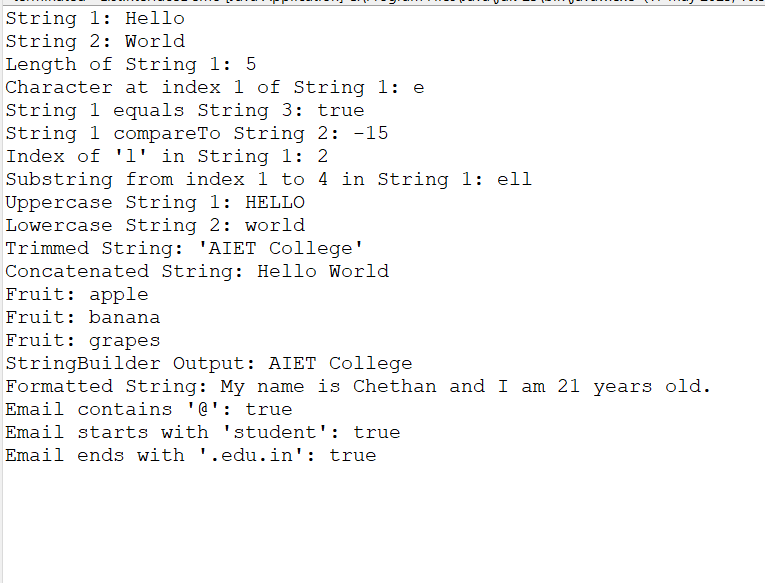 String 1: Hello
String 2: World
Length of String 1: 5
Character at index 1 of String 1: e
String 1 equals String 3: true
String 1 compareTo String 2: -15
Index of 'l' in String 1: 2
Substring from index 1 to 4 in String 1: ell
Uppercase String 1: HELLO
Lowercase String 2: world
Trimmed String: 'AIET College'
Concatenated String: Hello World
Fruit: apple
Fruit: banana
Fruit: grapes
StringBuilder Output: AIET College
Formatted String: My name is Chethan and I am 21 years old.
Email contains '@': true
Email starts with 'student': true
Email ends with '.edu.in': true